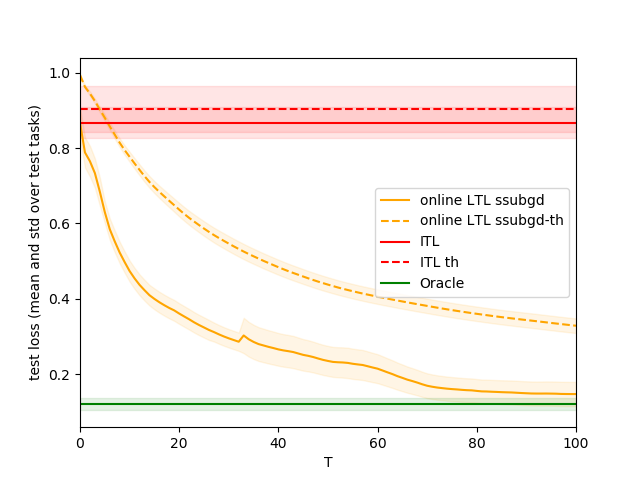 1.0
0.8
0.6
0.4
0.2
test loss (mean and std over test tasks)
online LTL ssubgd
online LTL ssubgd-th
ITL
ITL th
Oracle
0
20
40
60
80
100
T